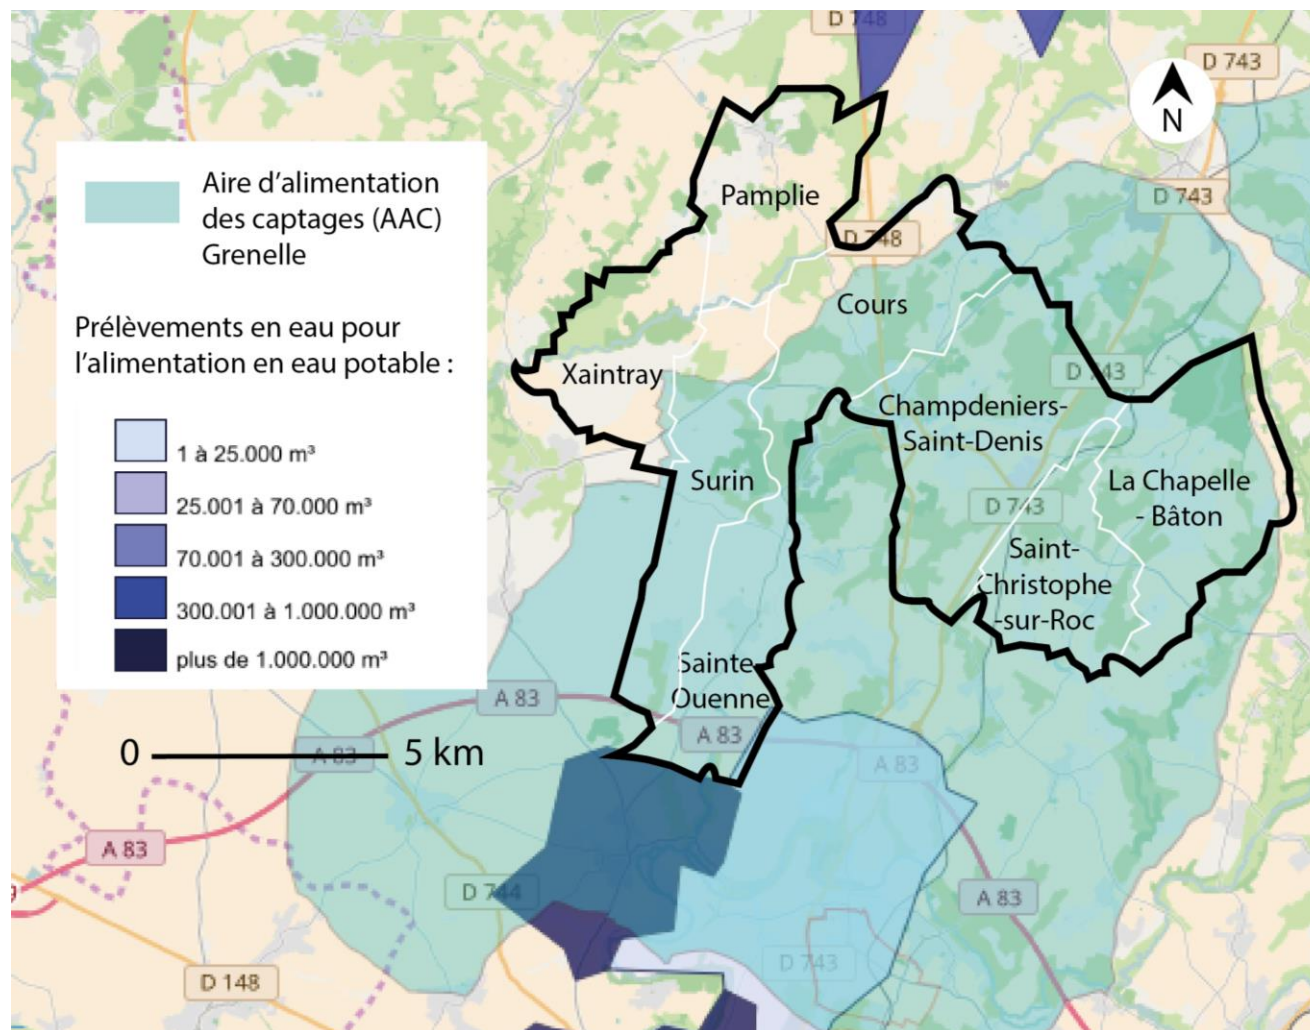 D 748
D 743
N
Aire d'alimentation
des captages (AAC)
Grenelle
Pamplie
D 743
D 748
Prélèvements en eau pour
l'alimentation en eau potable :
Cours
Xaintray
D 743
Champdeniers-
Saint-Denis
1 à 25.000 m³
Surin
La Chapelle
- Bâton
25.001 à 70.000 m³
D 743
70.001 à 300.000 m³
Saint-
Christophe
-sur-Roc
300.001 à 1.000.000 m³
plus de 1.000.000 m³
Sainte
Ouenne
A 83
A 83
0
A 83
5 km
A 83
A 83
D 744
A 83
D 743
D 148